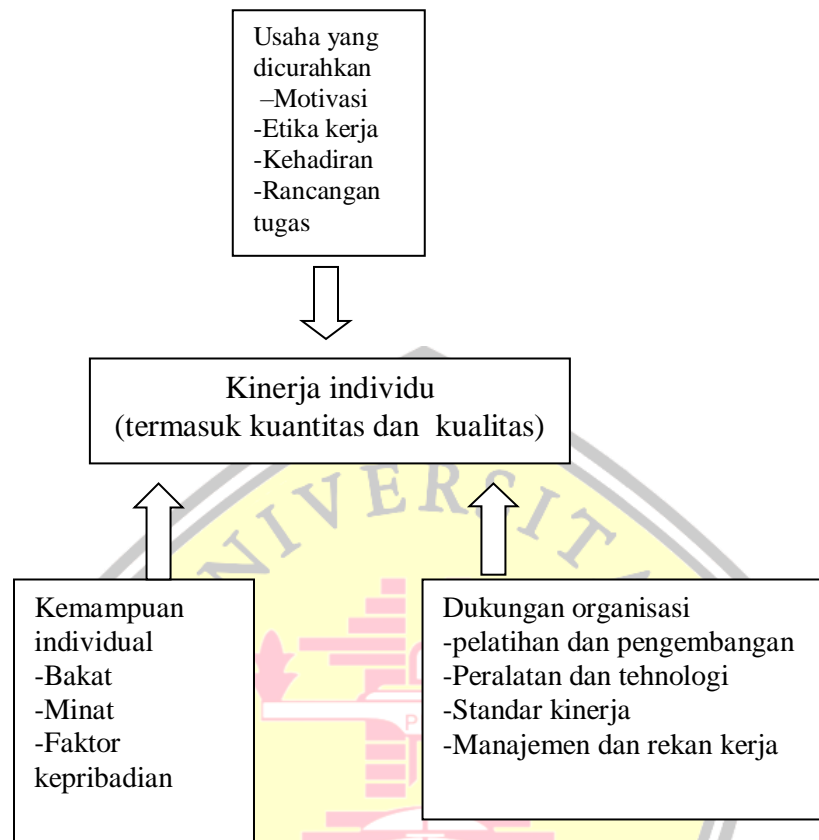 Usaha yang
dicurahkan
–Motivasi
-Etika kerja
-Kehadiran
-Rancangan
tugas
Kinerja individu
(termasuk kuantitas dan kualitas)
Kemampuan
individual
-Bakat
-Minat
-Faktor
kepribadian
Dukungan organisasi
-pelatihan dan pengembangan
-Peralatan dan tehnologi
-Standar kinerja
-Manajemen dan rekan kerja